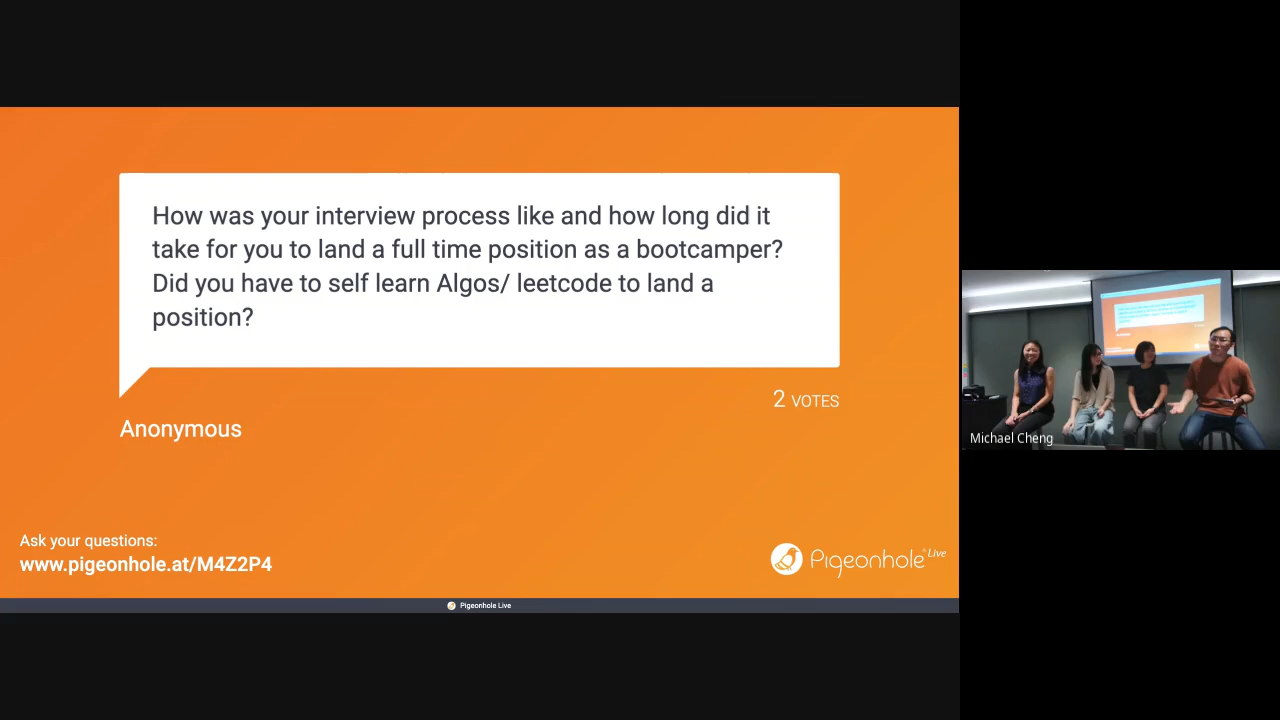 How was your interview process like and how long did it
take for you to land a full time position as a bootcamper?
Did you have to self learn Algos/ leetcode to land a
position?
2 VOTES
Anonymous
Ask your questions:
www.pigeonhole.at/M4Z2P4
Pigeonhole Live
Pigeonhole Live
Michael Cheng